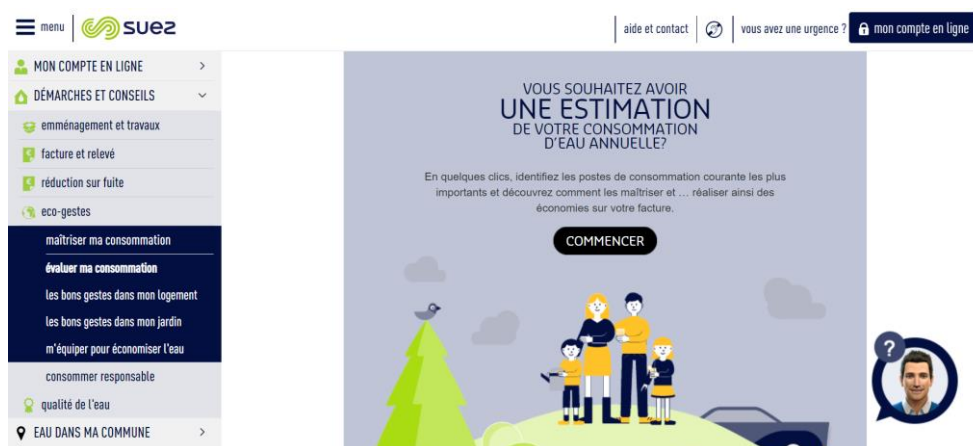 menu
suez
aide et contact
vous avez une urgence ?
mon compte en ligne
MON COMPTE EN LIGNE
DÉMARCHES ET CONSEILS
emménagement et travaux
facture et relevé
réduction sur fuite
eco-gestes
maîtriser ma consommation
évaluer ma consommation
les bons gestes dans mon logement
les bons gestes dans mon jardin
m'équiper pour économiser l'eau
consommer responsable
qualité de l'eau
EAU DANS MA COMMUNE
VOUS SOUHAITEZ AVOIR
UNE ESTIMATION
DE VOTRE CONSOMMATION
D'EAU ANNUELLE?
En quelques clics, identifiez les postes de consommation courante les plus
importants et découvrez comment les maîtriser et … réaliser ainsi des
économies sur votre facture.
COMMENCER
?